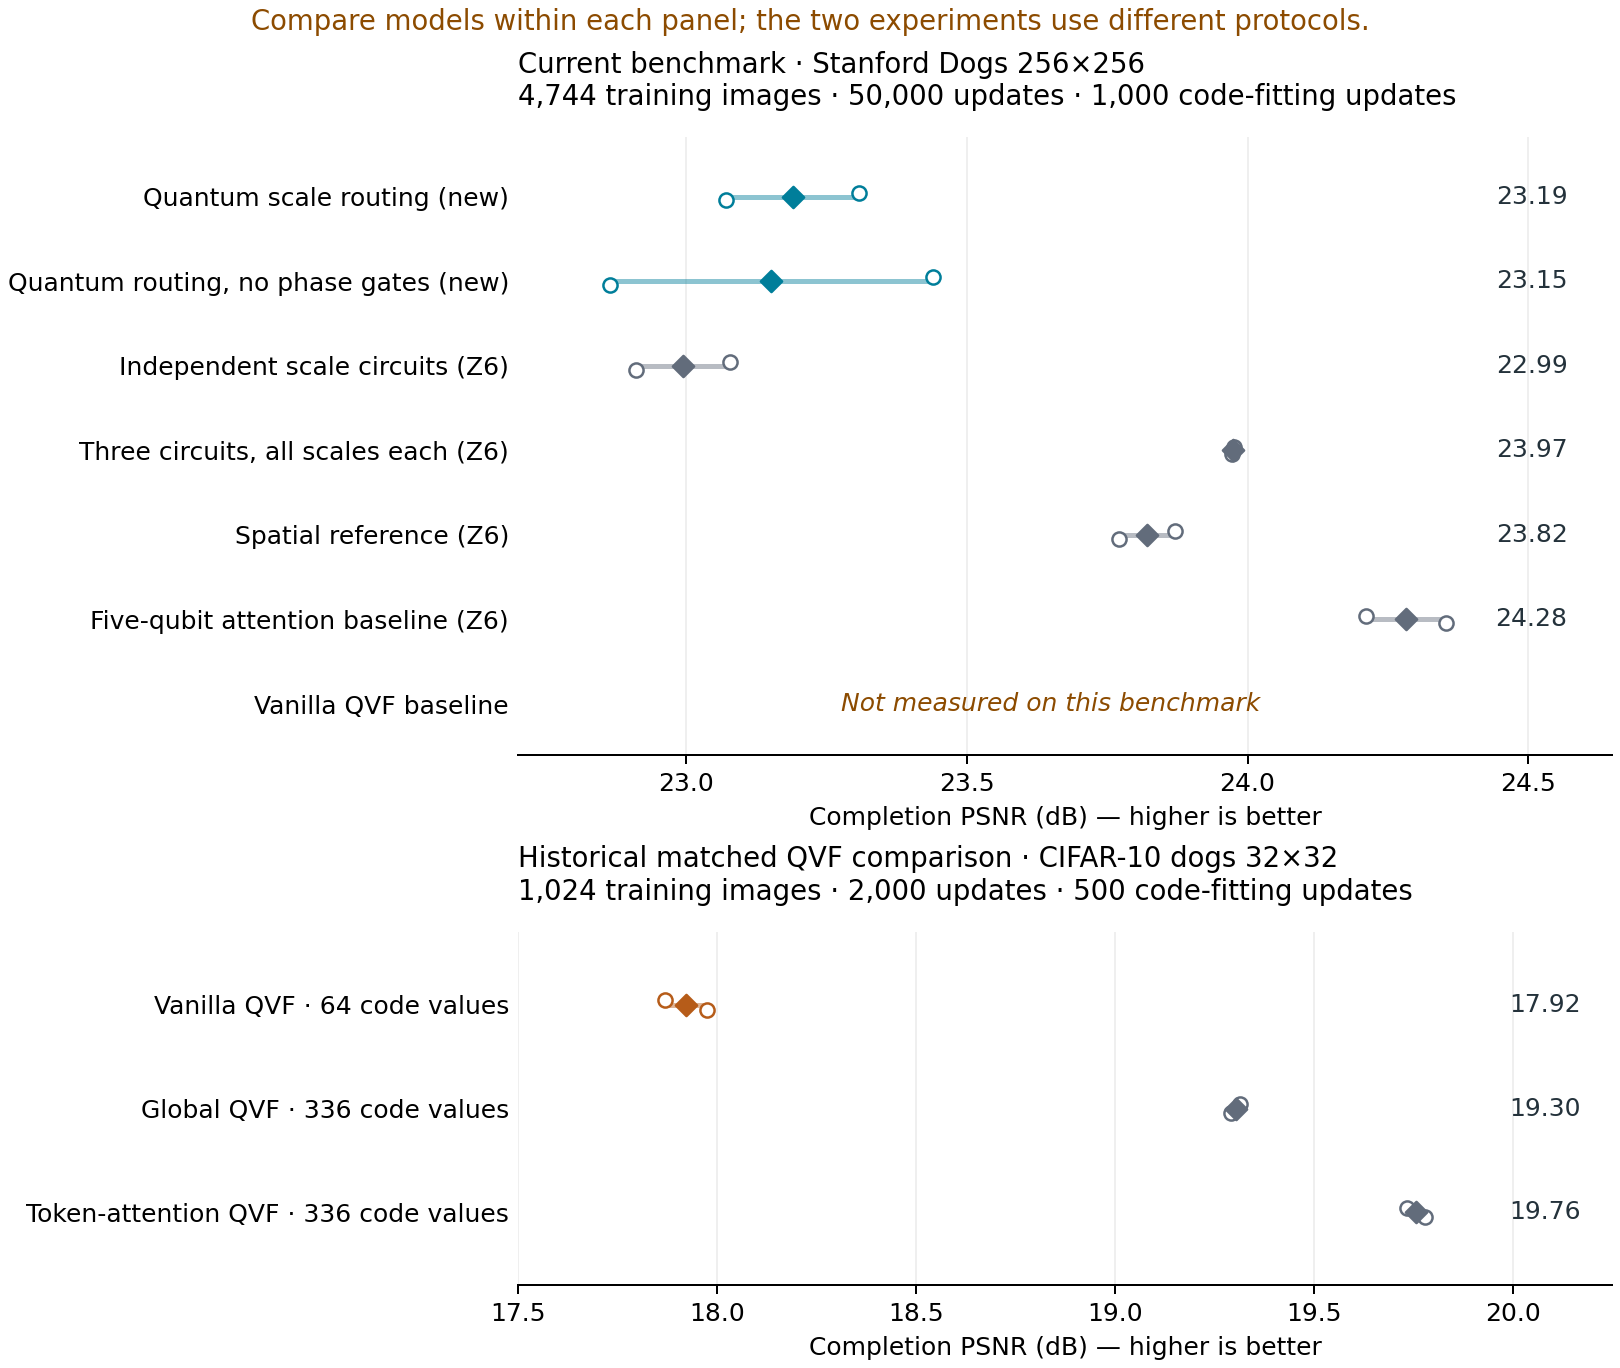 Compare models within each panel; the two experiments use different protocols.
Current benchmark · Stanford Dogs 256×256
4,744 training images · 50,000 updates · 1,000 code-fitting updates
Quantum scale routing (new) 23.19
Quantum routing, no phase gates (new) 23.15
Independent scale circuits (Z6) 22.99
Three circuits, all scales each (Z6) 23.97
Spatial reference (Z6) 23.82
Five-qubit attention baseline (Z6) 24.28
Vanilla QVF baseline Not measured on this benchmark
23.0 23.5 24.0 24.5
Completion PSNR (dB) — higher is better
Historical matched QVF comparison · CIFAR-10 dogs 32×32
1,024 training images · 2,000 updates · 500 code-fitting updates
Vanilla QVF · 64 code values 17.92
Global QVF · 336 code values 19.30
Token-attention QVF · 336 code values 19.76
17.5 18.0 18.5 19.0 19.5 20.0
Completion PSNR (dB) — higher is better